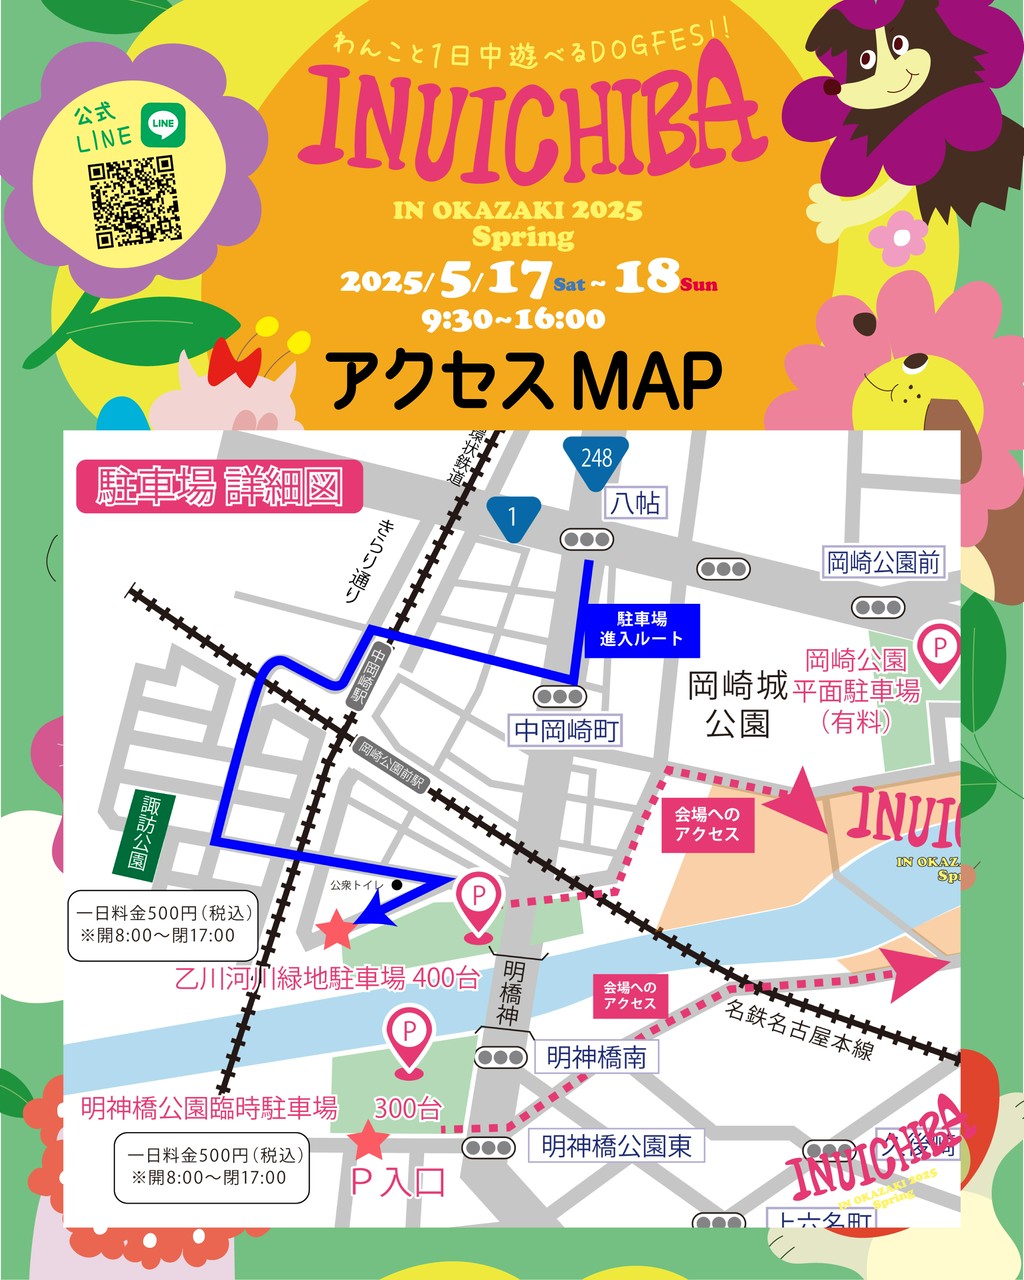 わんこと1日中遊べるDOGFES!!
公式
LINE
LINE
INUICHIBA
IN OKAZAKI 2025
Spring
2025/5/17Sat~18Sun
9:30~16:00
アクセスMAP
駐車場 詳細図
環状鉄道
248
八帖
1
きらり通り
岡崎公園前
駐車場
進入ルート
P
中岡崎駅
岡崎公園
平面駐車場
(有料)
岡崎城
公園
中岡崎町
岡崎公園前駅
諏訪公園
会場への
アクセス
INUIC
IN OKAZA
Sp
公衆トイレ
P
一日料金500円(税込)
※開8:00〜閉17:00
乙川河川緑地駐車場 400台
明橋神
会場への
アクセス
名鉄名古屋本線
P
明神橋南
明神橋公園臨時駐車場 300台
明神橋公園東
一日料金500円(税込)
※開8:00〜閉17:00
P入口
久後崎
INUICHIBA
IN OKAZAKI 2025
Spring
上六名町